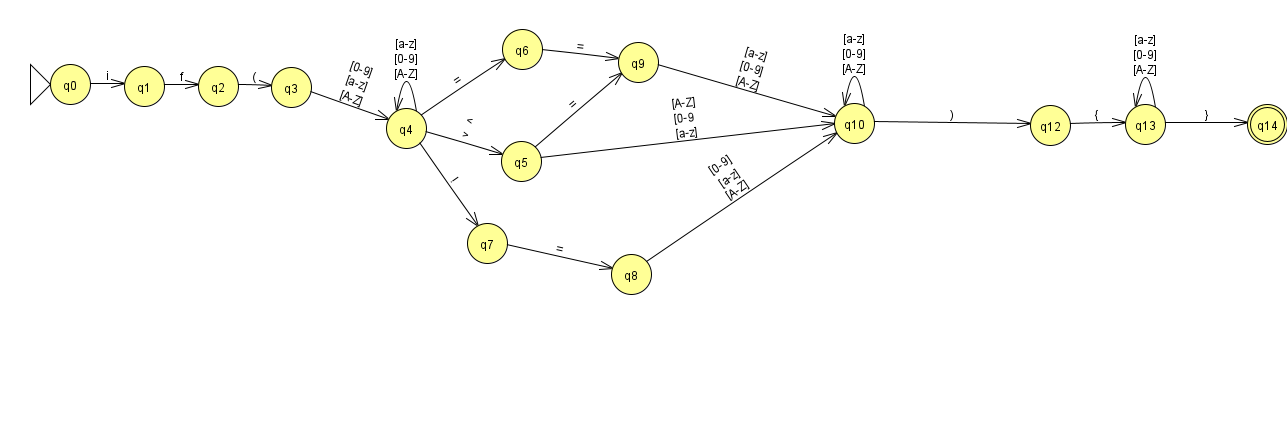 q0
i
q1
f
q2
(
q3
[0-9]
[a-z]
[A-Z]
[a-z]
[0-9]
[A-Z]
q4
=
<
>
q6
=
q9
q5
=
[a-z]
[0-9]
[A-Z]
[A-Z]
[0-9
[a-z]
q7
=
q8
[0-9]
[a-z]
[A-Z]
[a-z]
[0-9]
[A-Z]
q10
)
q12
{
[a-z]
[0-9]
[A-Z]
q13
}
q14